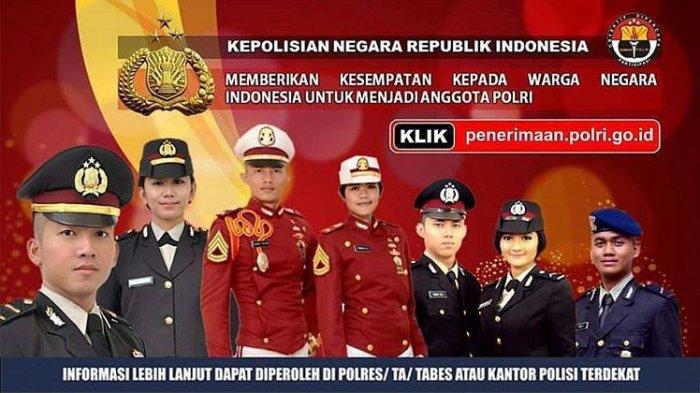 KEPOLISIAN NEGARA REPUBLIK INDONESIA
MEMBERIKAN KESEMPATAN KEPADA WARGA NEGARA
INDONESIA UNTUK MENJADI ANGGOTA POLRI
KLIK penerimaan.polri.go.id
INFORMASI LEBIH LANJUT DAPAT DIPEROLEH DI POLRES/ TA/ TABES ATAU KANTOR POLISI TERDEKAT